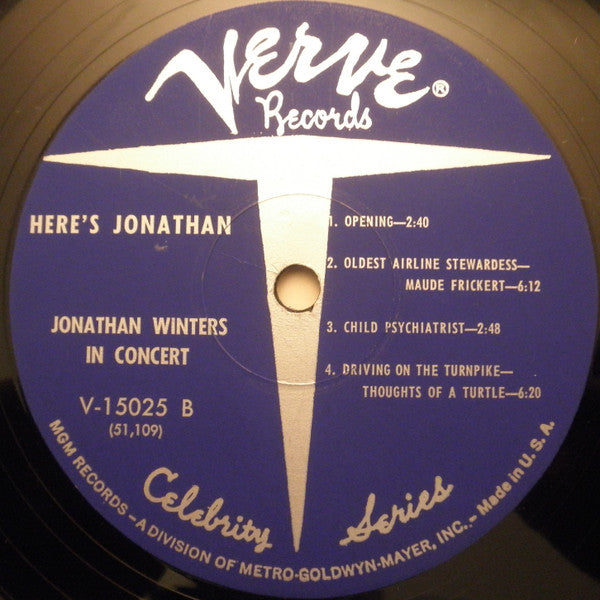 Verve®
Records
HERE'S JONATHAN
JONATHAN WINTERS
IN CONCERT
V-15025 B
(51,109)
1. OPENING—2:40
2. OLDEST AIRLINE STEWARDESS—
MAUDE FRICKERT—6:12
3. CHILD PSYCHIATRIST—2:48
4. DRIVING ON THE TURNPIKE—
THOUGHTS OF A TURTLE—6:20
Celebrity Series
MGM RECORDS – A DIVISION OF METRO-GOLDWYN-MAYER, INC. – Made in U. S. A.